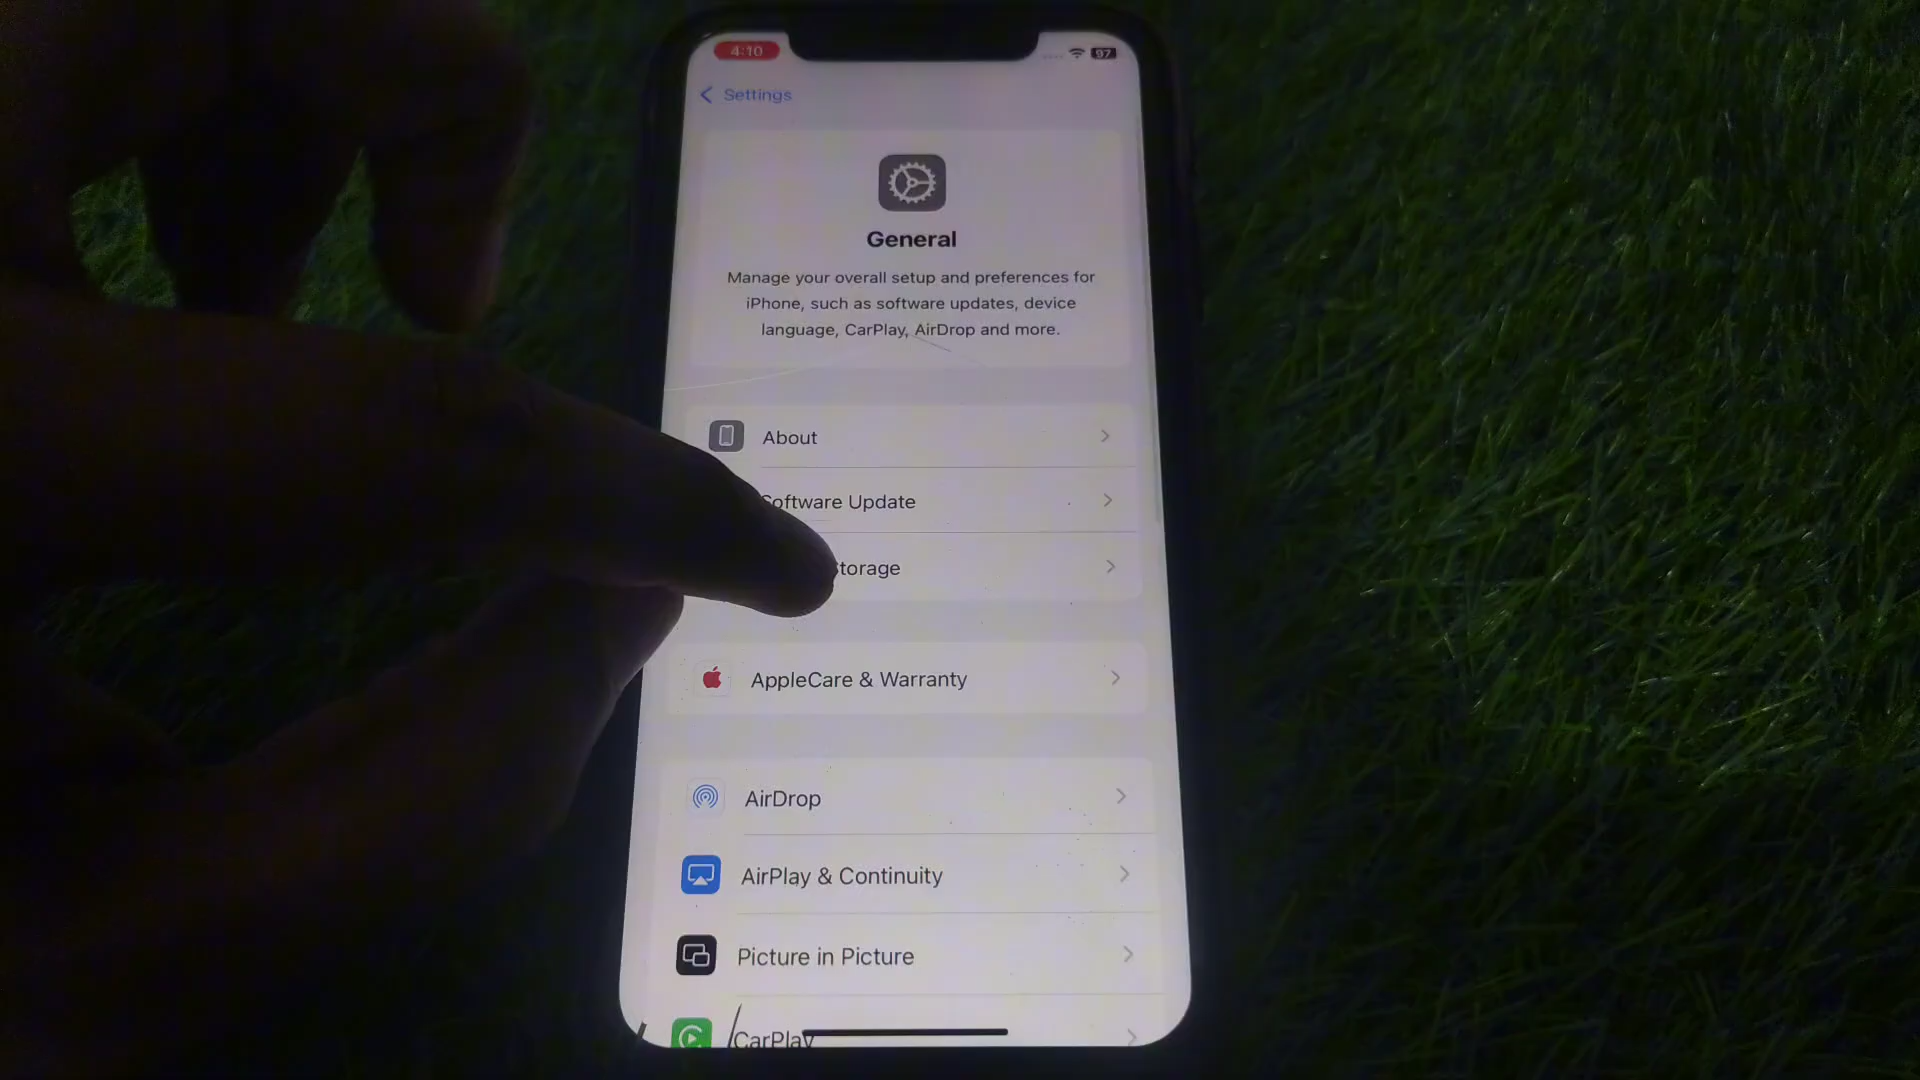 4:10
97
Settings
General
Manage your overall setup and preferences for
iPhone, such as software updates, device
language, CarPlay, AirDrop and more.
About
Software Update
Storage
AppleCare & Warranty
AirDrop
AirPlay & Continuity
Picture in Picture
CarPlay